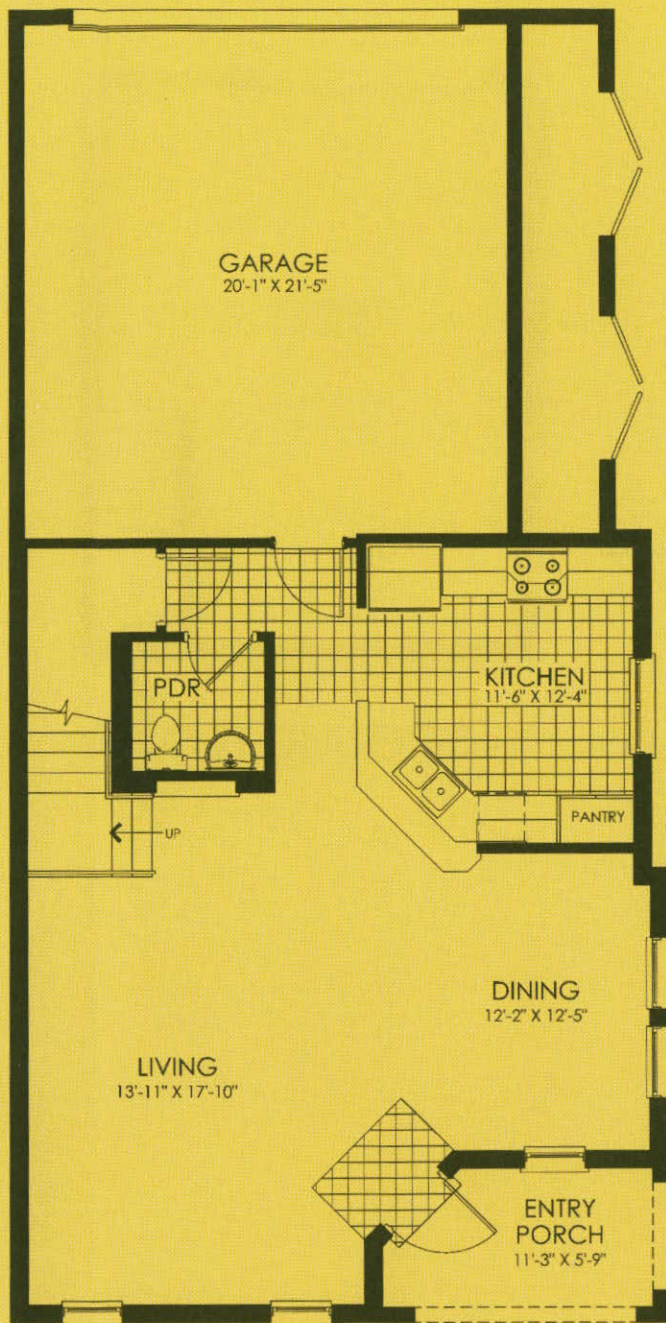 GARAGE
20'-1" X 21'-5"
KITCHEN
11'-6" X 12'-4"
PDR
PANTRY
UP
DINING
12'-2" X 12'-5"
LIVING
13'-11" X 17'-10"
ENTRY
PORCH
11'-3" X 5'-9"